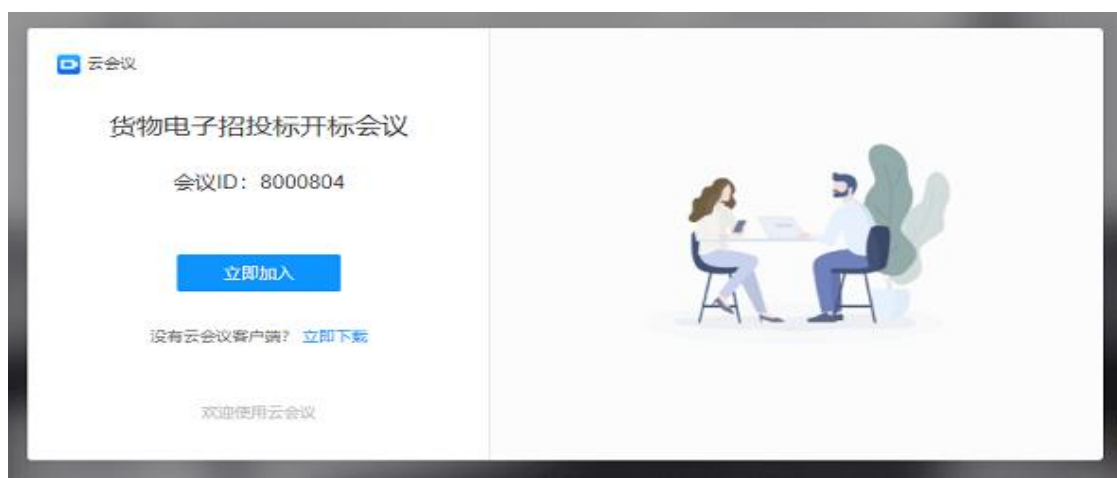 云会议
货物电子招投标开标会议
会议ID：8000804
立即加入
没有云会议客户端? 立即下载
欢迎使用云会议